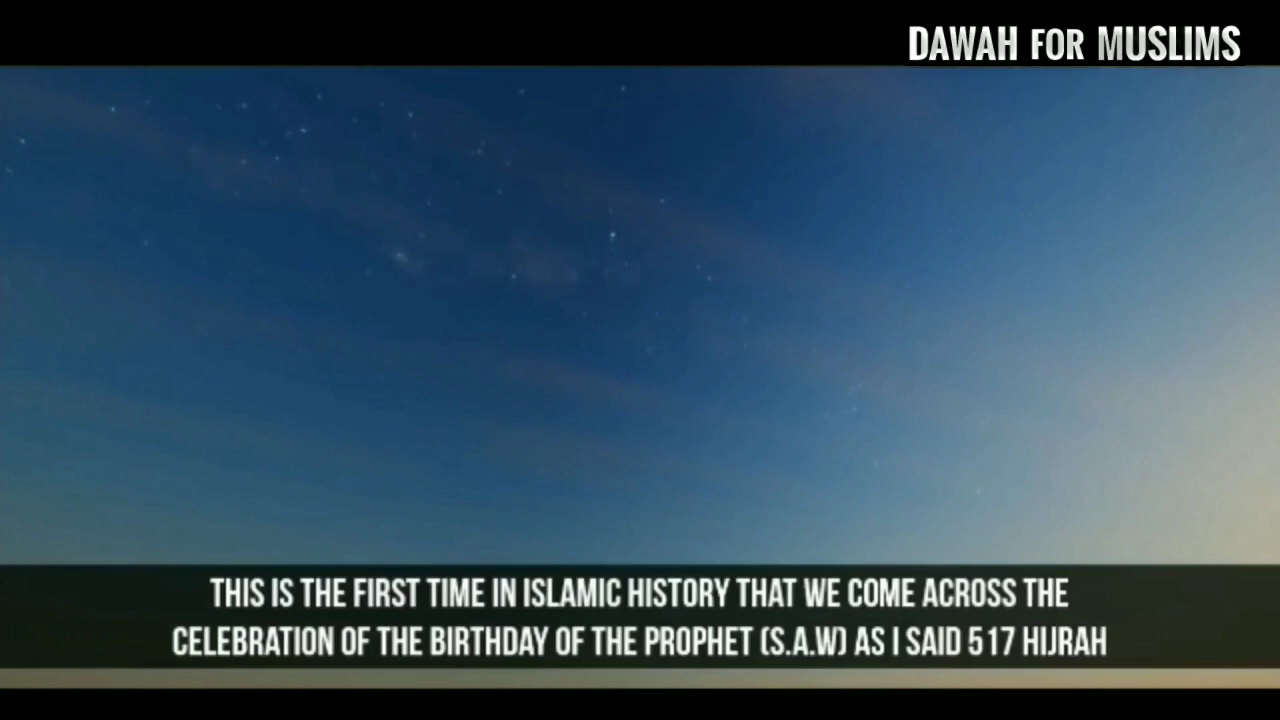 DAWAH FOR MUSLIMS
THIS IS THE FIRST TIME IN ISLAMIC HISTORY THAT WE COME ACROSS THE
CELEBRATION OF THE BIRTHDAY OF THE PROPHET (S.A.W) AS I SAID 517 HIJRAH